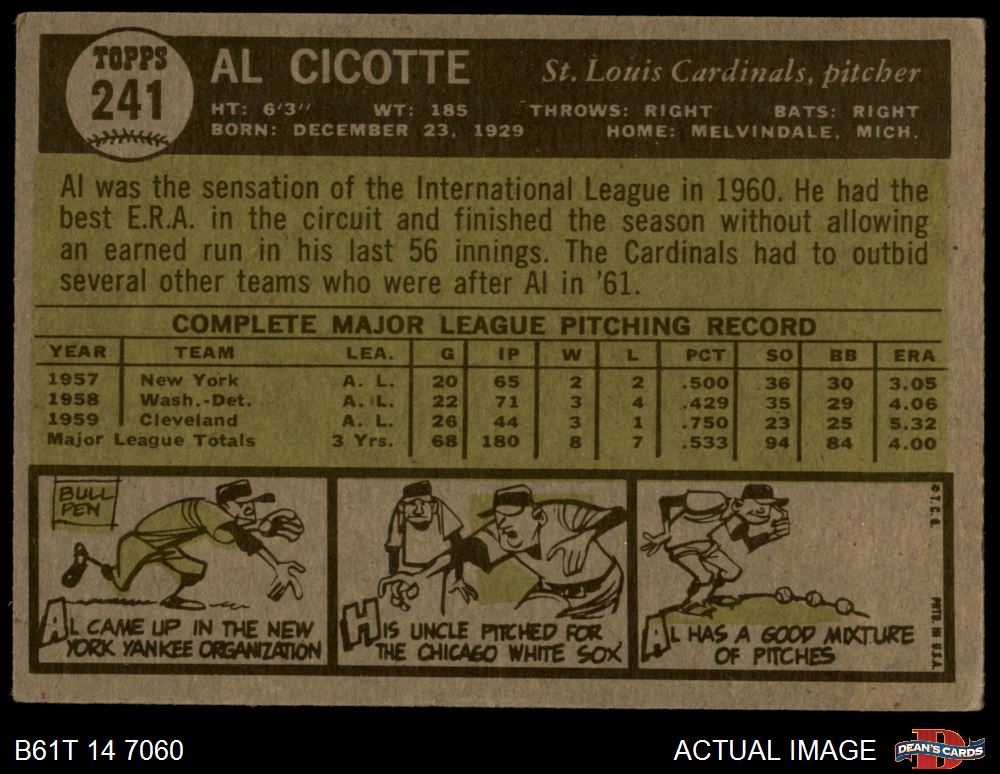 TOPPS
241
AL CICOTTE
St. Louis Cardinals, pitcher
HT: 6'3" WT: 185 THROWS: RIGHT BATS: RIGHT
BORN: DECEMBER 23, 1929 HOME: MELVINDALE, MICH.
Al was the sensation of the International League in 1960. He had the
best E.R.A. in the circuit and finished the season without allowing
an earned run in his last 56 innings. The Cardinals had to outbid
several other teams who were after Al in '61.
COMPLETE MAJOR LEAGUE PITCHING RECORD
YEAR TEAM LEA. G IP W L PCT SO BB ERA
1957 New York A. L. 20 65 2 2 .500 36 30 3.05
1958 Wash.-Det. A. L. 22 71 3 4 .429 35 29 4.06
1959 Cleveland A. L. 26 44 3 1 .750 23 25 5.32
Major League Totals 3 Yrs. 68 180 8 7 .533 94 84 4.00
BULL
PEN
AL CAME UP IN THE NEW
YORK YANKEE ORGANIZATION
HIS UNCLE PITCHED FOR
THE CHICAGO WHITE SOX
AL HAS A GOOD MIXTURE
OF PITCHES
© T. C. G.
PRTD. IN U.S.A.
B61T 14 7060
ACTUAL IMAGE
D
DEAN'S CARDS